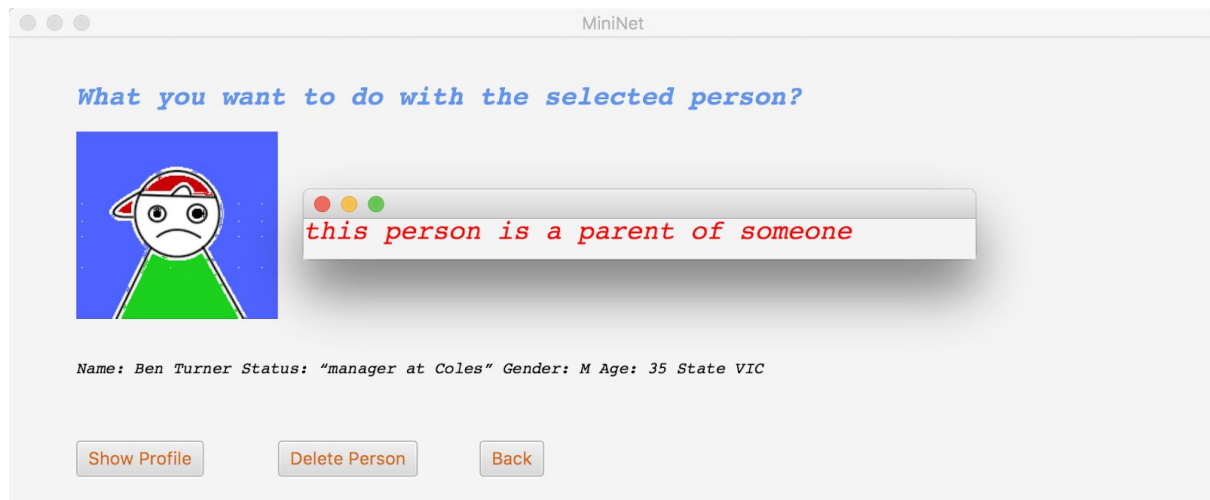 MiniNet
What you want to do with the selected person?
this person is a parent of someone
Name: Ben Turner Status: “manager at Coles” Gender: M Age: 35 State VIC
Show Profile Delete Person Back